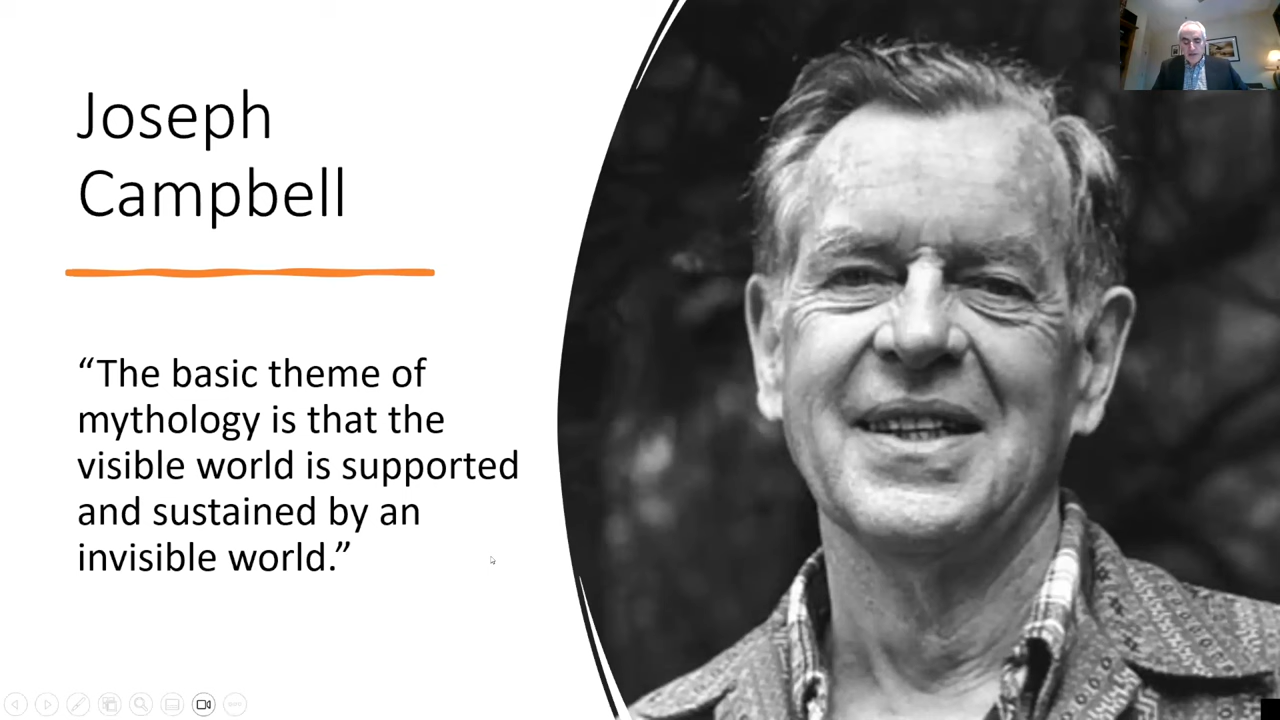 Joseph
Campbell
“The basic theme of
mythology is that the
visible world is supported
and sustained by an
invisible world.”